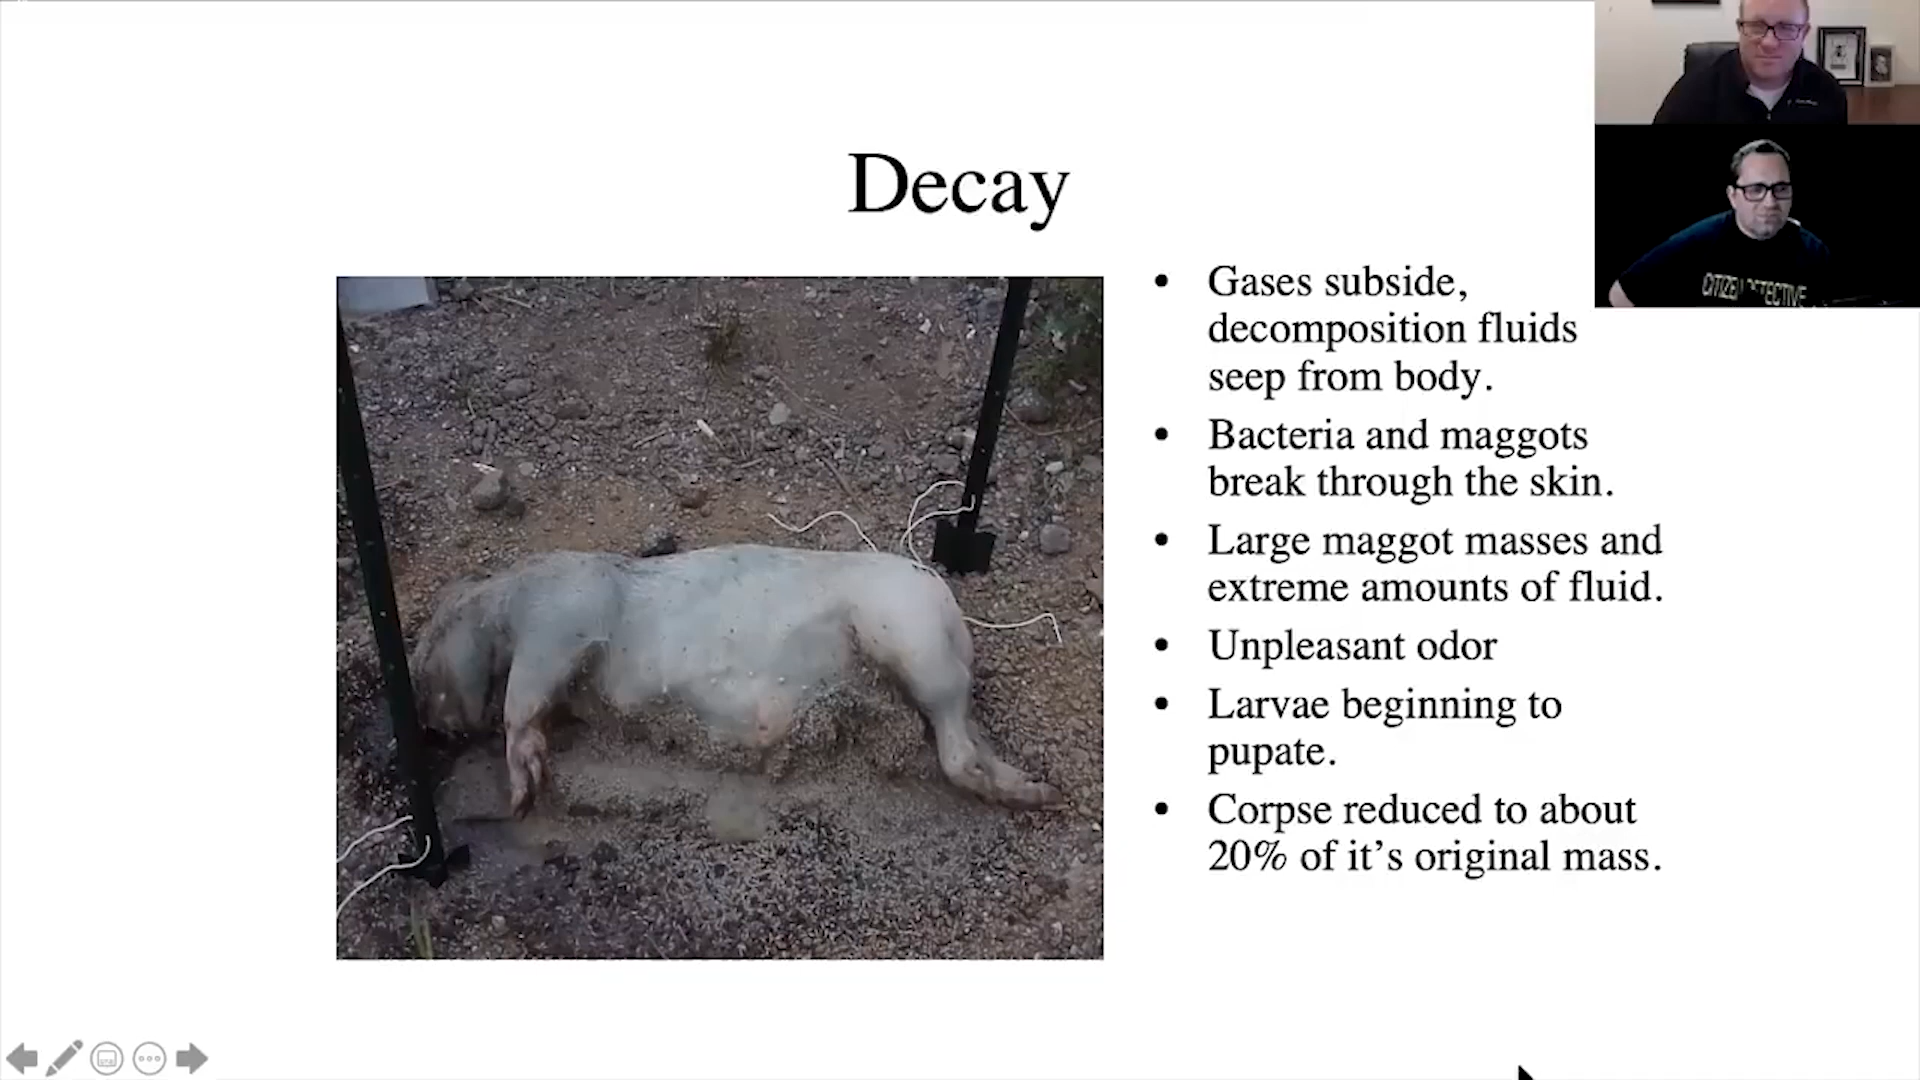 Decay
• Gases subside,
decomposition fluids
seep from body.
• Bacteria and maggots
break through the skin.
• Large maggot masses and
extreme amounts of fluid.
• Unpleasant odor
• Larvae beginning to
pupate.
• Corpse reduced to about
20% of it’s original mass.